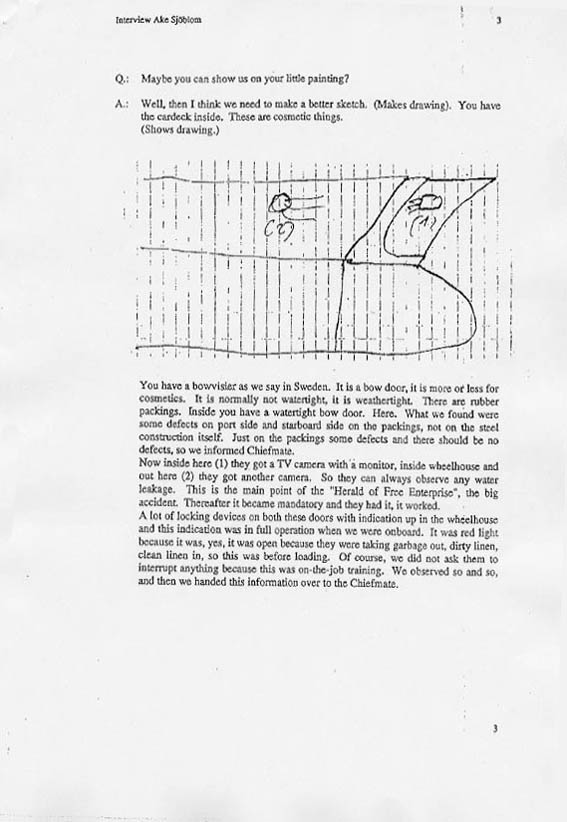 Interview Ake Sjöblom 3
Q.: Maybe you can show us on your little painting?
A.: Well, then I think we need to make a better sketch. (Makes drawing). You have
the cardeck inside. These are cosmetic things.
(Shows drawing.)
(2) (1)
You have a bowvisier as we say in Sweden. It is a bow door, it is more or less for
cosmetics. It is normally not watertight, it is weathertight. There are rubber
packings. Inside you have a watertight bow door. Here. What we found were
some defects on port side and starboard side on the packings, not on the steel
construction itself. Just on the packings some defects and there should be no
defects, so we informed Chiefmate.
Now inside here (1) they got a TV camera with a monitor, inside wheelhouse and
out here (2) they got another camera. So they can always observe any water
leakage. This is the main point of the "Herald of Free Enterprise", the big
accident. Thereafter it became mandatory and they had it, it worked.
A lot of locking devices on both these doors with indication up in the wheelhouse
and this indication was in full operation when we were onboard. It was red light
because it was, yes, it was open because they were taking garbage out, dirty linen,
clean linen in, so this was before loading. Of course, we did not ask them to
interrupt anything because this was on-the-job training. We observed so and so,
and then we handed this information over to the Chiefmate.
3